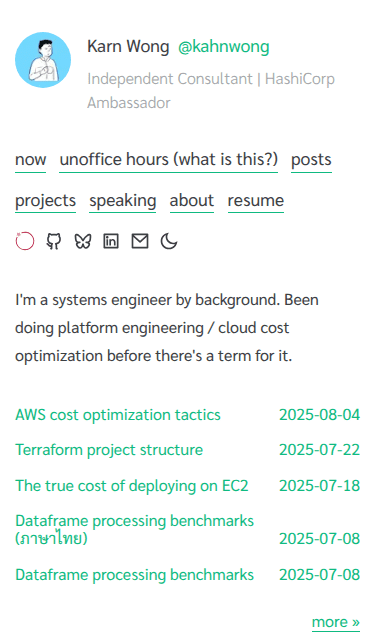 Karn Wong @kahnwong
Independent Consultant | HashiCorp
Ambassador
now unoffice hours (what is this?) posts
projects speaking about resume
I'm a systems engineer by background. Been
doing platform engineering / cloud cost
optimization before there's a term for it.
AWS cost optimization tactics 2025-08-04
Terraform project structure 2025-07-22
The true cost of deploying on EC2 2025-07-18
Dataframe processing benchmarks
(ภาษาไทย) 2025-07-08
Dataframe processing benchmarks 2025-07-08
more »